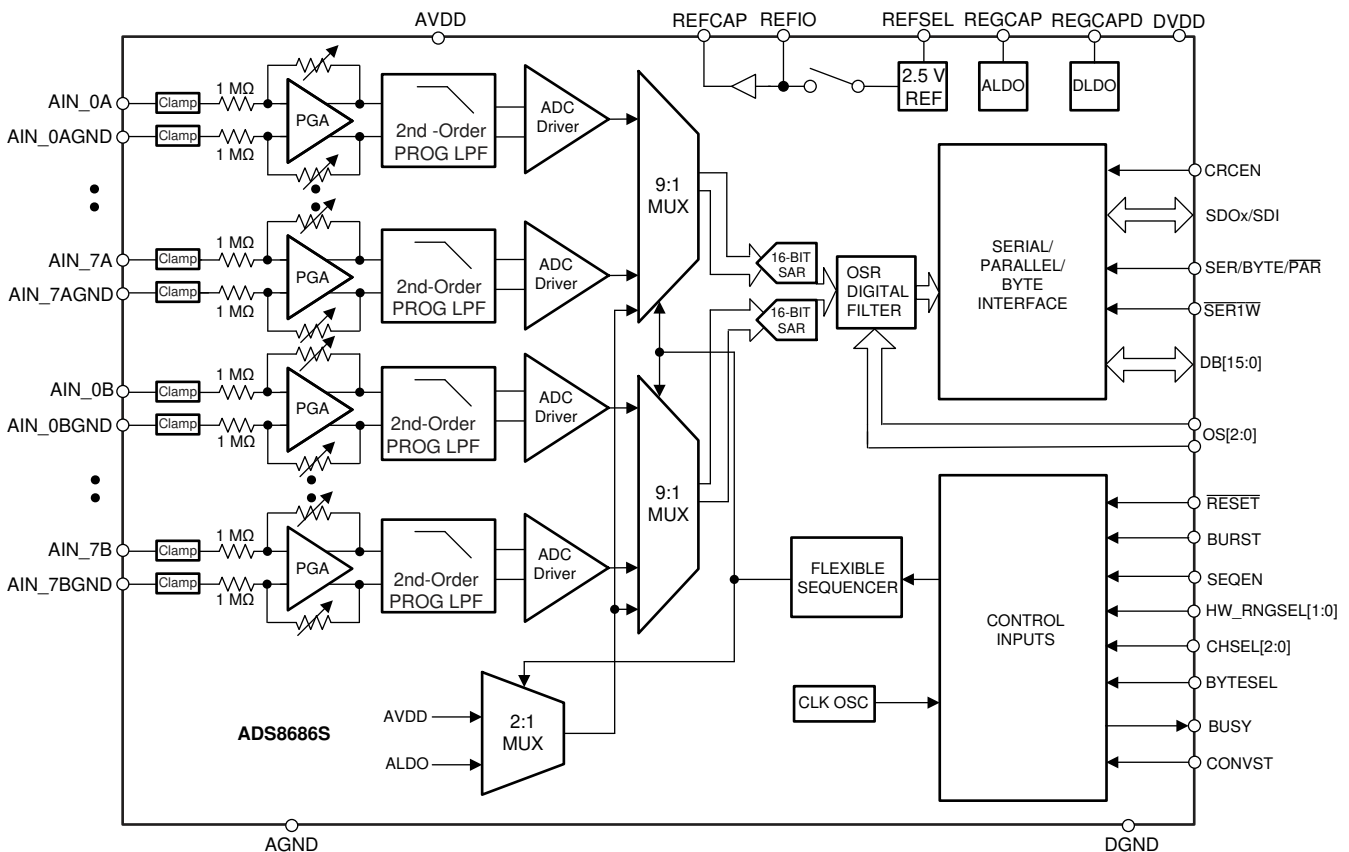 AVDD
REFCAP
REFIO
REFSEL
REGCAP
REGCAPD
DVDD
2.5 V
REF
ALDO
DLDO
AIN_0A
Clamp
1 MΩ
PGA
2nd -Order
PROG LPF
ADC
Driver
AIN_0AGND
Clamp
1 MΩ
9:1
MUX
AIN_7A
Clamp
1 MΩ
PGA
2nd-Order
PROG LPF
ADC
Driver
AIN_7AGND
Clamp
1 MΩ
16-BIT
SAR
16-BIT
SAR
OSR
DIGITAL
FILTER
SERIAL/
PARALLEL/
BYTE
INTERFACE
CRCEN
SDOx/SDI
SER/BYTE/PAR
SER1W
DB[15:0]
OS[2:0]
AIN_0B
Clamp
1 MΩ
PGA
2nd-Order
PROG LPF
ADC
Driver
AIN_0BGND
Clamp
1 MΩ
9:1
MUX
AIN_7B
Clamp
1 MΩ
PGA
2nd-Order
PROG LPF
ADC
Driver
AIN_7BGND
Clamp
1 MΩ
FLEXIBLE
SEQUENCER
CONTROL
INPUTS
RESET
BURST
SEQEN
HW_RNGSEL[1:0]
CHSEL[2:0]
BYTESEL
BUSY
CONVST
CLK OSC
ADS8686S
AVDD
ALDO
2:1
MUX
AGND
DGND